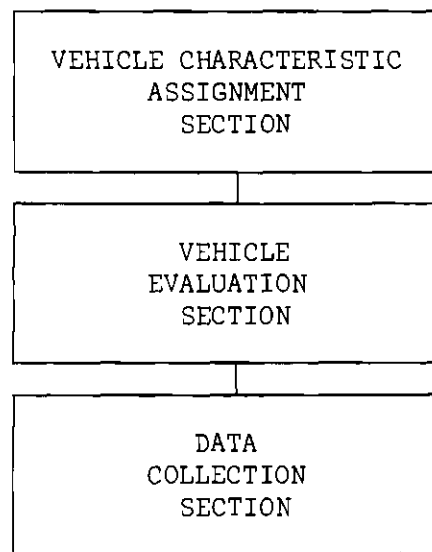 VEHICLE CHARACTERISTIC
ASSIGNMENT
SECTION
VEHICLE
EVALUATION
SECTION
DATA
COLLECTION
SECTION